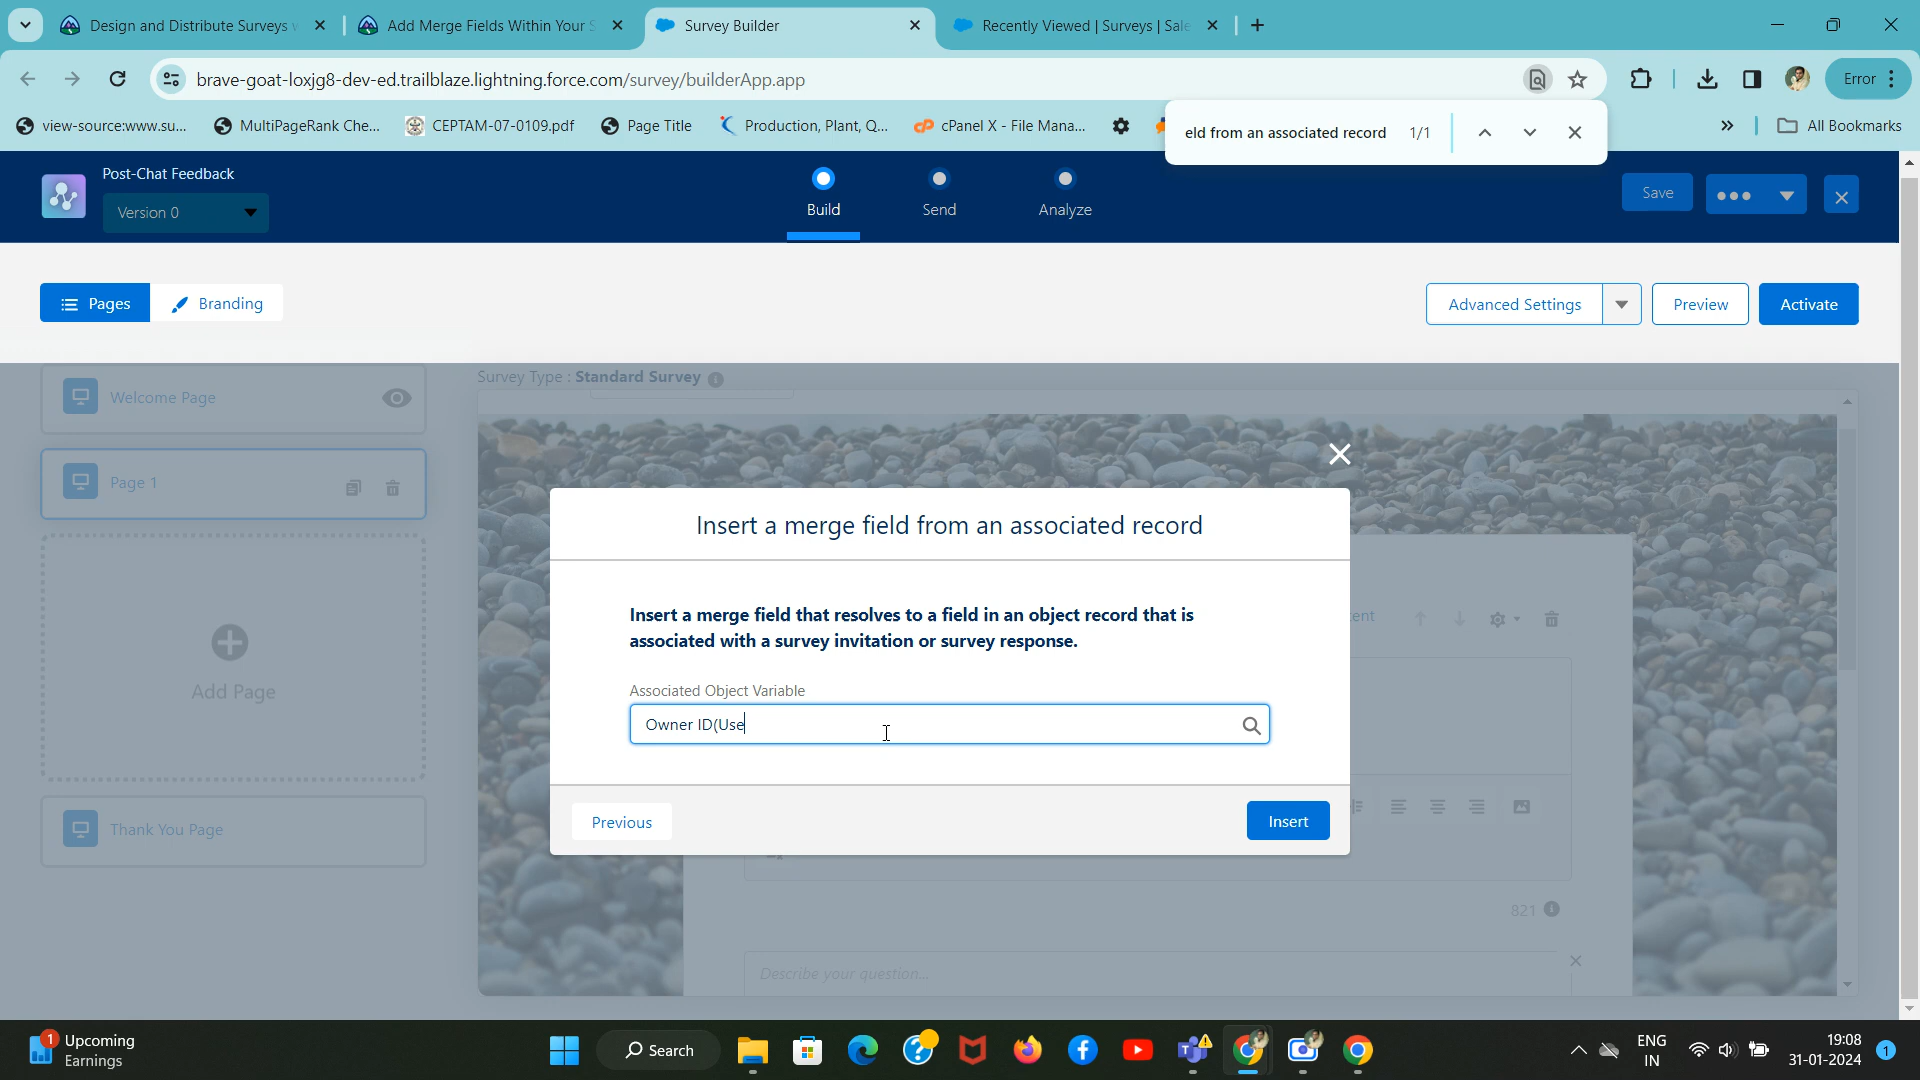 Design and Distribute Surveys
Add Merge Fields Within Your S
Survey Builder
Recently Viewed | Surveys | Sale
brave-goat-loxjg8-dev-ed.trailblaze.lightning.force.com/survey/builderApp.app
Error
view-source:www.su...
MultiPageRank Che...
CEPTAM-07-0109.pdf
Page Title
Production, Plant, Q...
cPanel X - File Mana...
All Bookmarks
eld from an associated record 1/1
Post-Chat Feedback
Version 0
Build
Send
Analyze
Save
Pages
Branding
Advanced Settings
Preview
Activate
Survey Type : Standard Survey
Welcome Page
Page 1
Add Page
Thank You Page
Insert a merge field from an associated record
Insert a merge field that resolves to a field in an object record that is
associated with a survey invitation or survey response.
Associated Object Variable
Owner ID(Use
Previous
Insert
821
Describe your question...
1
Upcoming
Earnings
Search
ENG
IN
19:08
31-01-2024
1